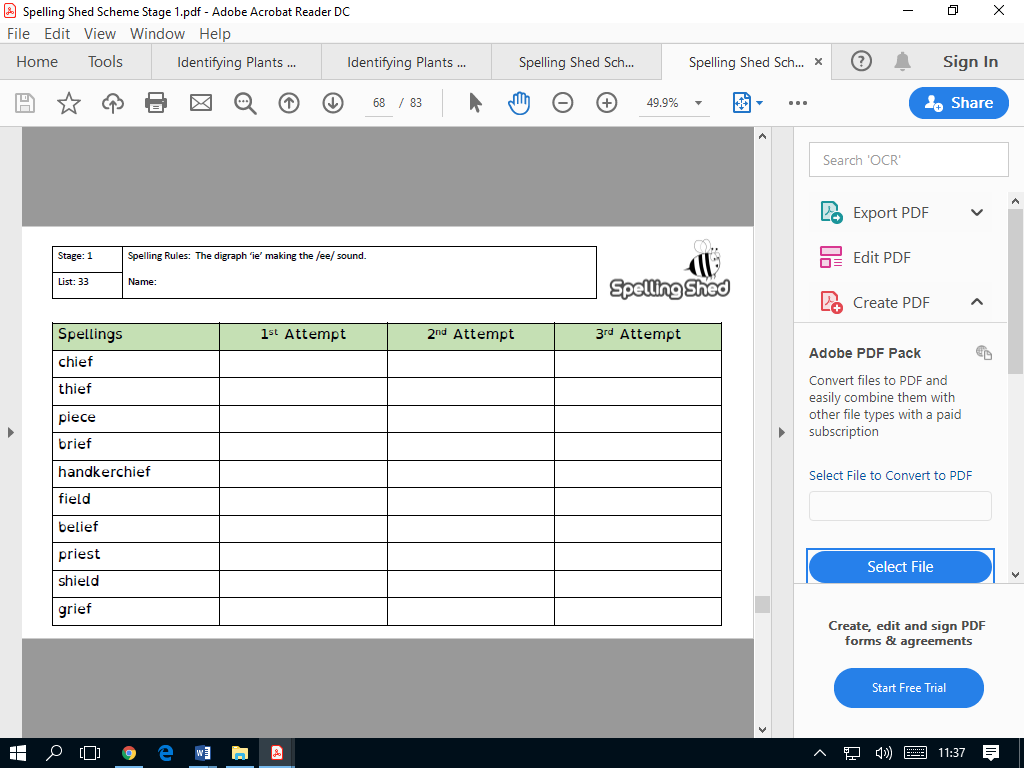 Spelling Shed Scheme Stage 1.pdf - Adobe Acrobat Reader DC
File Edit View Window Help
Home Tools Identifying Plants ... Identifying Plants ... Spelling Shed Sch... Spelling Shed Sch... × Sign In
68 / 83 49.9% Share
Search 'OCR'
Export PDF
Edit PDF
Create PDF
Adobe PDF Pack
Convert files to PDF and
easily combine them with
other file types with a paid
subscription
Select File to Convert to PDF
Select File
Create, edit and sign PDF
forms & agreements
Start Free Trial
Stage: 1 Spelling Rules: The digraph ‘ie’ making the /ee/ sound.
List: 33 Name:
Spelling Shed
Spellings 1st Attempt 2nd Attempt 3rd Attempt
chief
thief
piece
brief
handkerchief
field
belief
priest
shield
grief
11:37